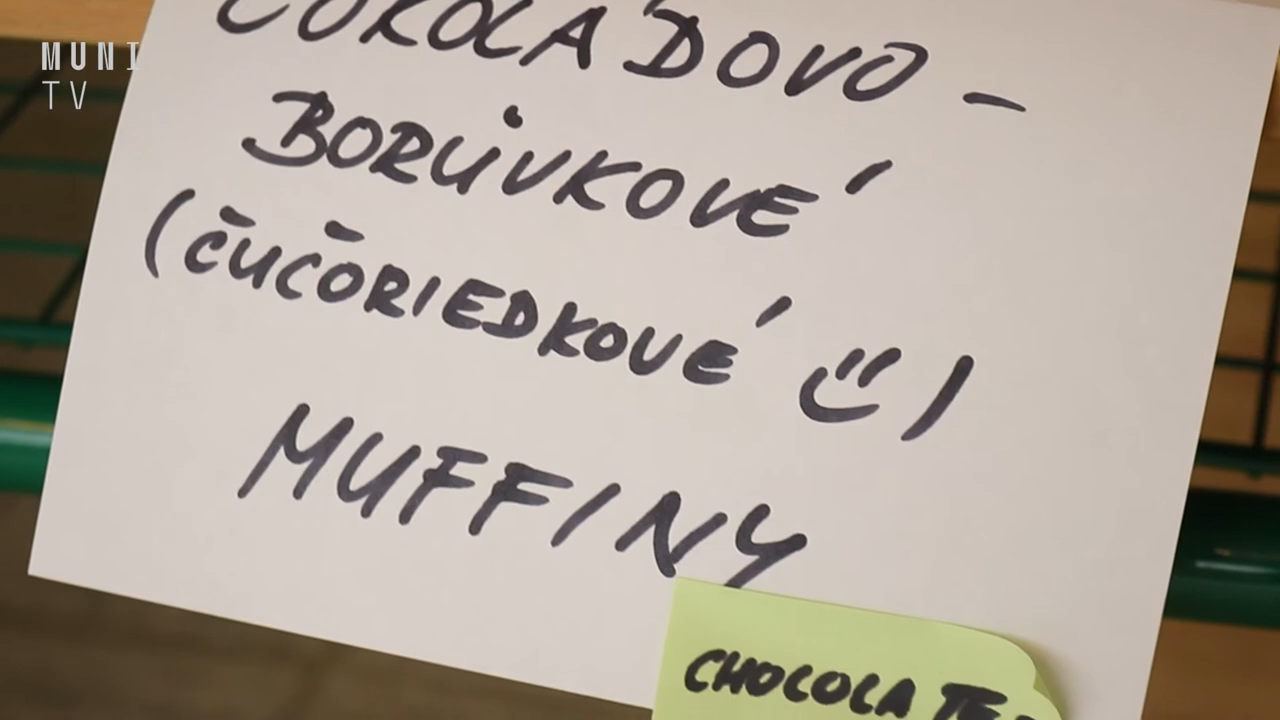 MUNI
TV
ČOKOLÁDOVO -
BORŮVKOVÉ
(ČUČORIEDKOVÉ )
MUFFINY
CHOCOLATE